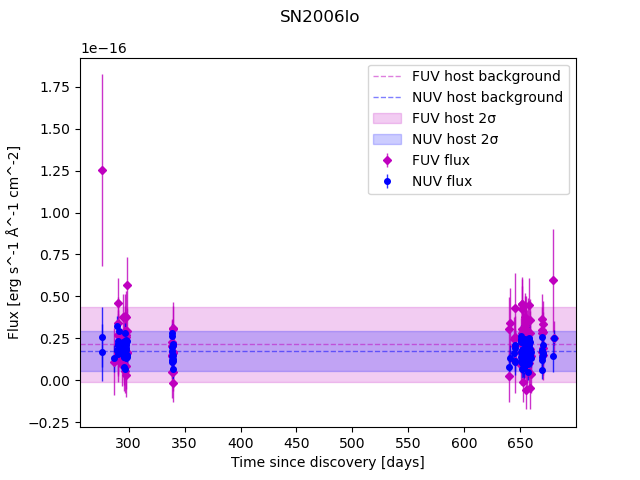 SN2006lo
1e−16
1.75
1.50
1.25
1.00
0.75
0.50
0.25
0.00
−0.25
Flux [erg s^-1 Å^-1 cm^-2]
FUV host background
NUV host background
FUV host 2σ
NUV host 2σ
FUV flux
NUV flux
300
350
400
450
500
550
600
650
Time since discovery [days]